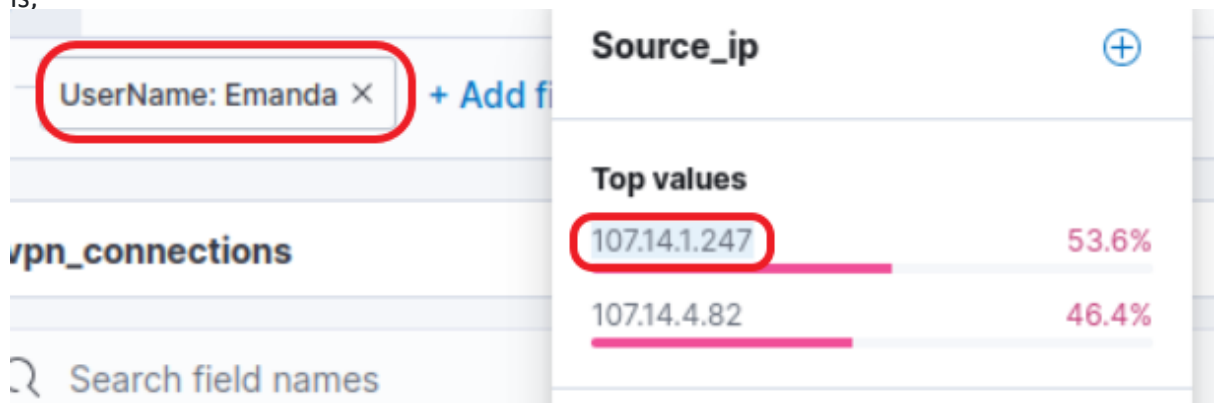 UserName: Emanda ×
+ Add fi
vpn_connections
Search field names
Source_ip
Top values
107.14.1.247 53.6%
107.14.4.82 46.4%